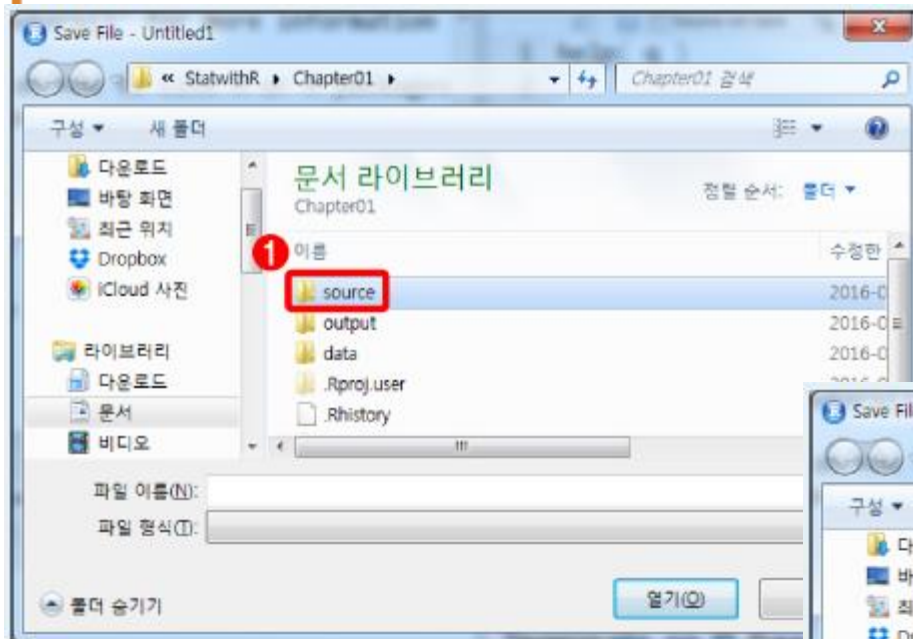 Save File - Untitled1
« StatwithR ▸ Chapter01 ▸
Chapter01 검색
구성 ▾ 새 폴더
다운로드
바탕 화면
최근 위치
Dropbox
iCloud 사진
라이브러리
다운로드
문서
비디오
문서 라이브러리
Chapter01
정렬 순서: 폴더 ▾
이름
수정한
1
source
2016-0
output
2016-0
data
2016-0
.Rproj.user
.Rhistory
파일 이름(N):
파일 형식(T):
폴더 숨기기
열기(O)
Save Fil
구성 ▾